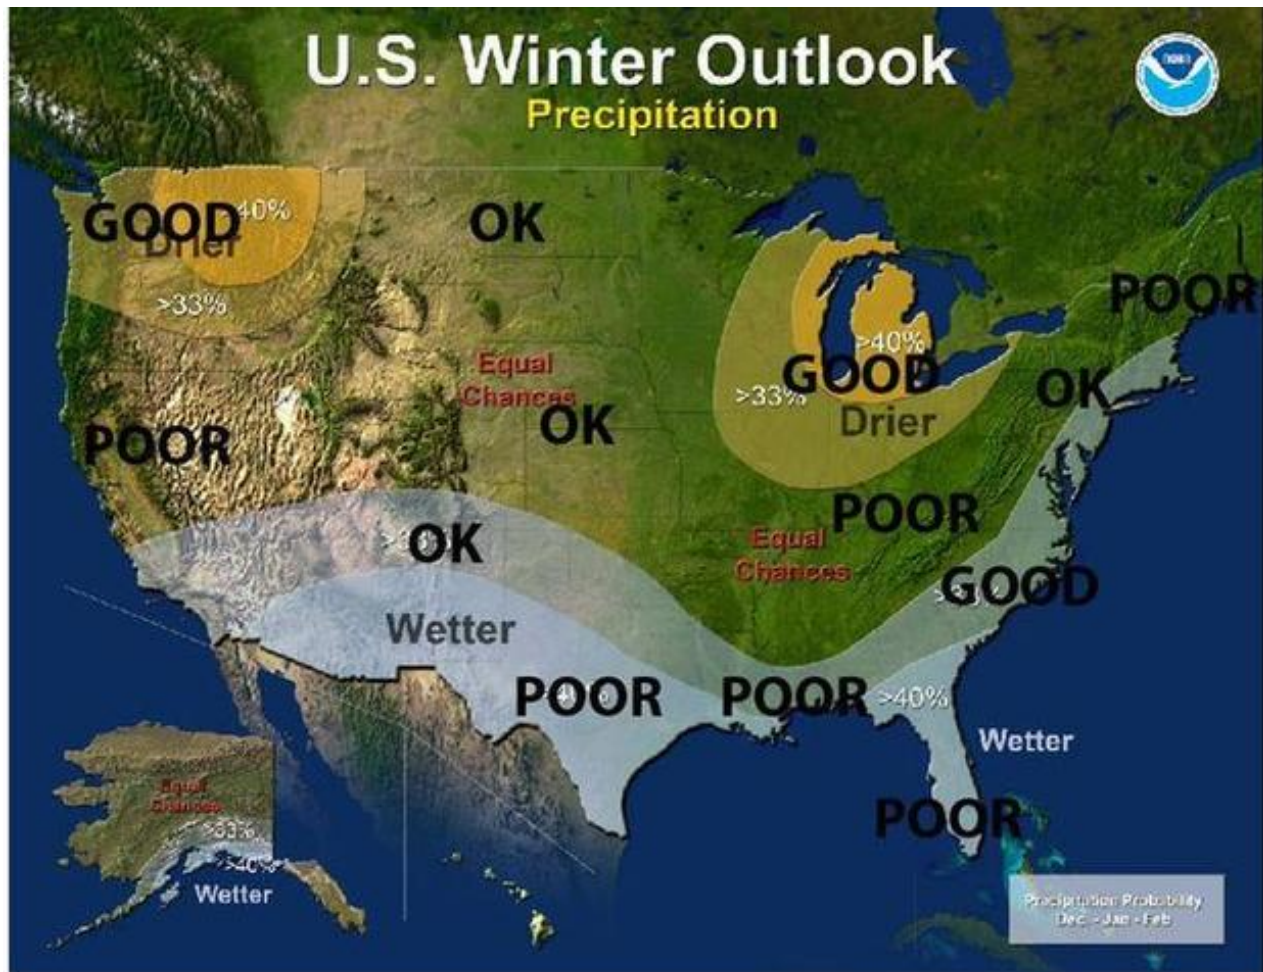 U.S. Winter Outlook
Precipitation
GOOD
40%
Drier
>33%
OK
POOR
Equal
Chances
OK
>40%
GOOD
>33%
Drier
OK
POOR
POOR
OK
Equal
Chances
POOR
GOOD
Wetter
POOR
POOR
>40%
Wetter
POOR
Equal
Chances
>33%
>40%
Wetter
Precipitation Probability
Dec - Jan - Feb